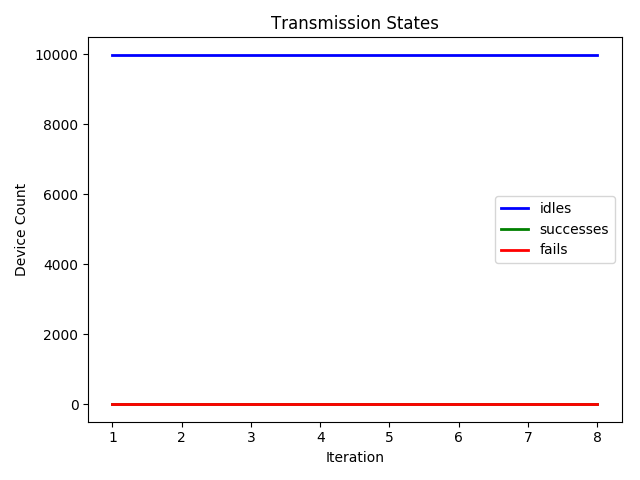 Transmission States
10000
8000
6000
4000
2000
0
Device Count
idles
successes
fails
1 2 3 4 5 6 7 8
Iteration